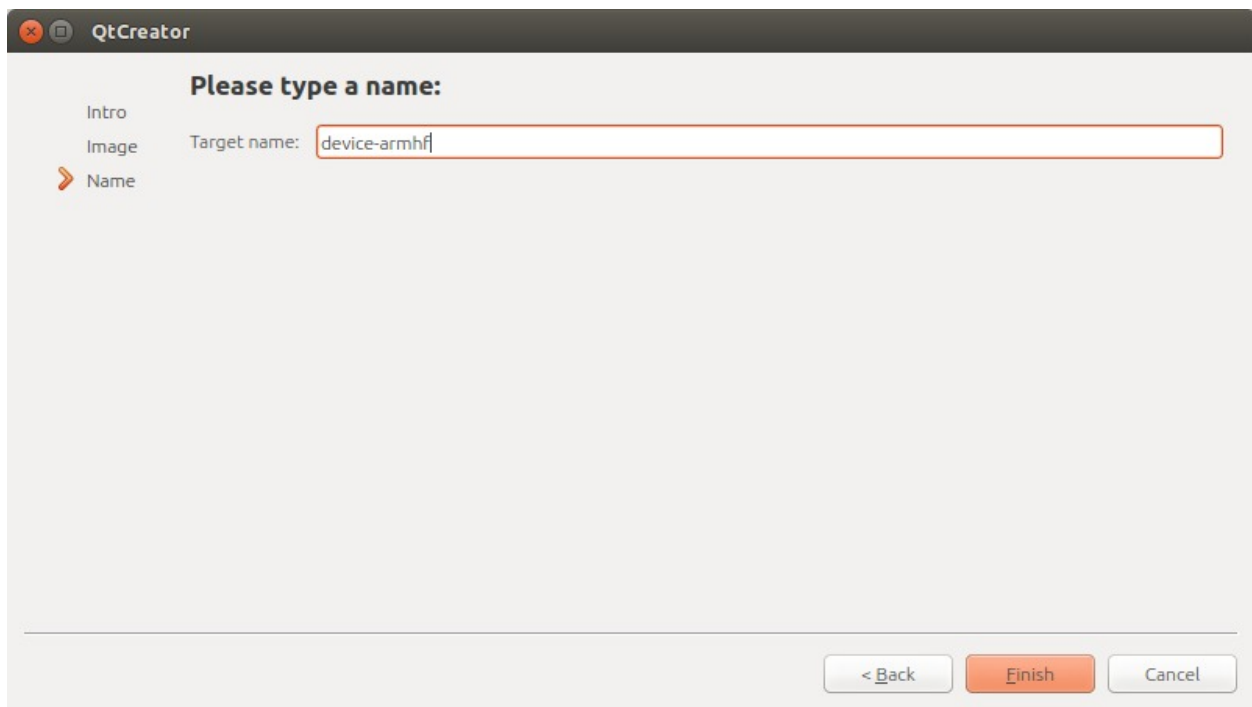 QtCreator
Intro
Image
Name
Please type a name:
Target name: device-armhf
< Back
Finish
Cancel